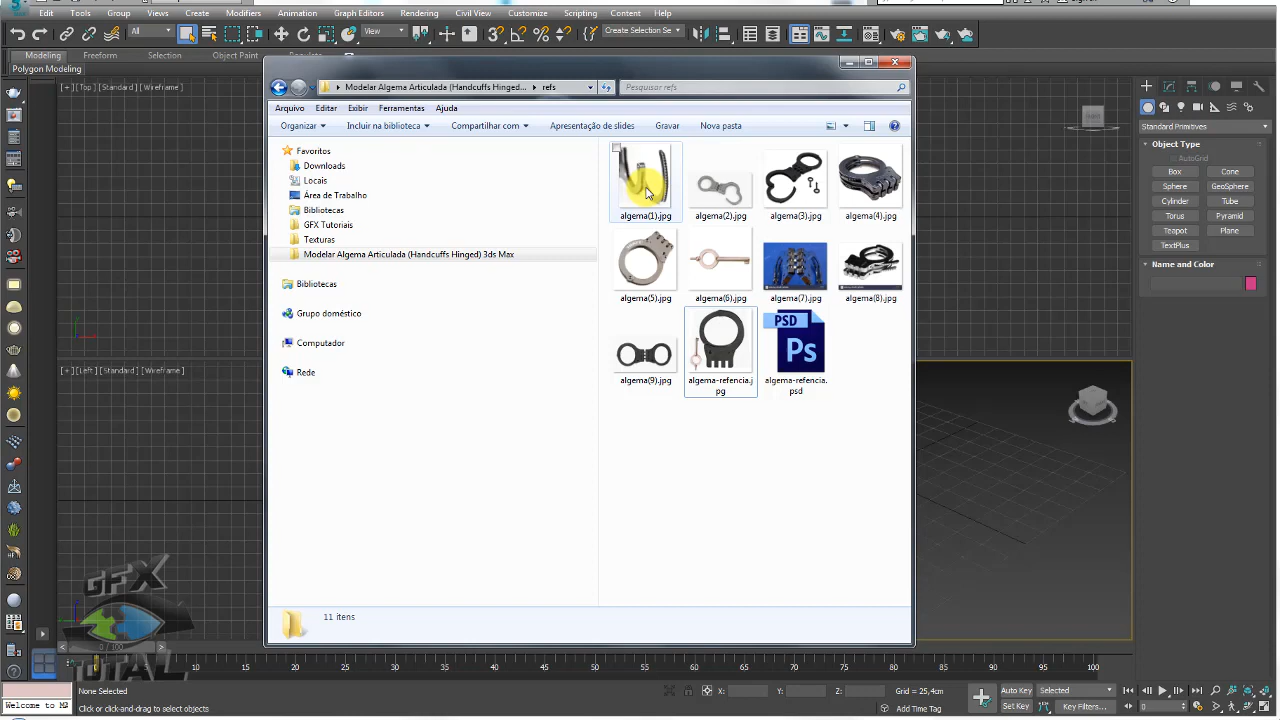 Edit Tools Group Views Create Modifiers Animation Graph Editors Rendering Civil View Customize Scripting Content Help
All View Create Selection Se
Modeling Freeform Selection Object Paint
Polygon Modeling
[+] [Top] [Standard] [Wireframe]
Modelar Algema Articulada (Handcuffs Hinged... refs
Pesquisar refs
Arquivo Editar Exibir Ferramentas Ajuda
Organizar Incluir na biblioteca Compartilhar com Apresentação de slides Gravar Nova pasta
Favoritos
Downloads
Locais
Área de Trabalho
Bibliotecas
GFX Tutoriais
Texturas
Modelar Algema Articulada (Handcuffs Hinged) 3ds Max
Bibliotecas
Grupo doméstico
Computador
Rede
algema(1).jpg algema(2).jpg algema(3).jpg algema(4).jpg
algema(5).jpg algema(6).jpg algema(7).jpg algema(8).jpg
PSD
Ps
algema(9).jpg algema-refencia.j algema-refencia.
pg psd
11 itens
Standard Primitives
Object Type
AutoGrid
Box Cone
Sphere GeoSphere
Cylinder Tube
Torus Pyramid
Teapot Plane
TextPlus
Name and Color
[+] [Left] [Standard] [Wireframe]
GFX
TOTAL
0 / 100
10 15 20 25 30 35 40 45 50 55 60 65 70 75 80 85 90 95 100
None Selected X: Y: Z: Grid = 25,4cm Auto Key Selected
Welcome to M Click or click-and-drag to select objects Add Time Tag Set Key Key Filters... 0